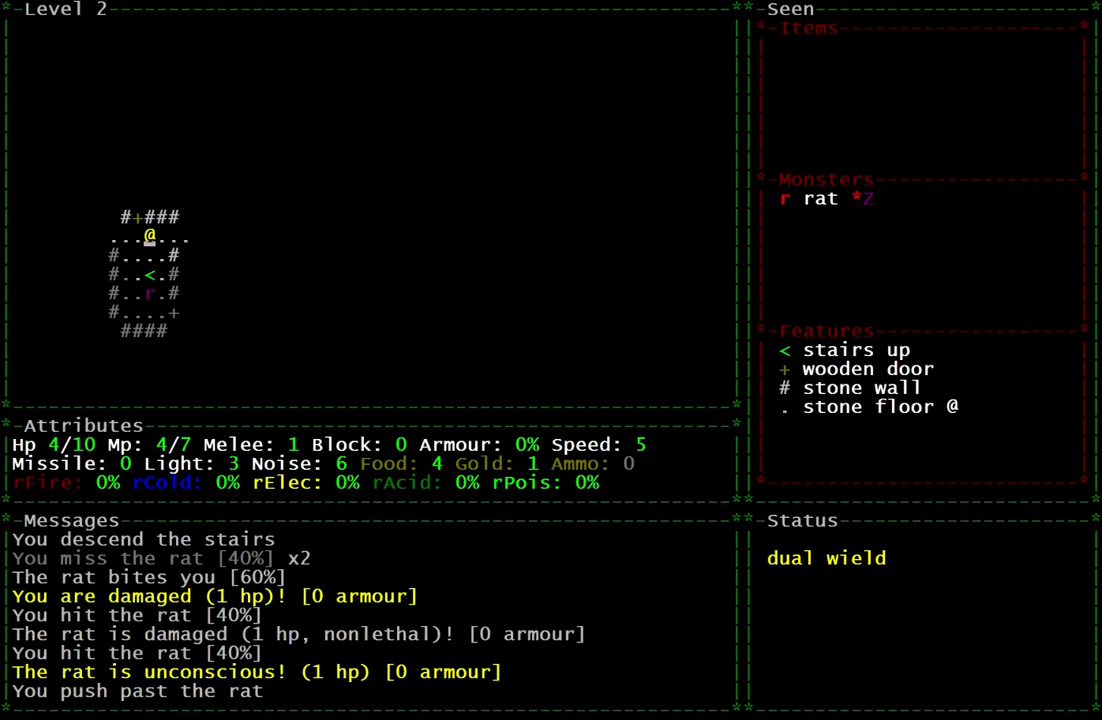 Level 2
#+###
...@...
#....#
#..<.#
#..r.#
#....+
####
Attributes
Hp 4/10 Mp: 4/7 Melee: 1 Block: 0 Armour: 0% Speed: 5
Missile: 0 Light: 3 Noise: 6 Food: 4 Gold: 1 Ammo: 0
rFire: 0% rCold: 0% rElec: 0% rAcid: 0% rPois: 0%
Messages
You descend the stairs
You miss the rat [40%] x2
The rat bites you [60%]
You are damaged (1 hp)! [0 armour]
You hit the rat [40%]
The rat is damaged (1 hp, nonlethal)! [0 armour]
You hit the rat [40%]
The rat is unconscious! (1 hp) [0 armour]
You push past the rat
Seen
Items
Monsters
r rat *Z
Features
< stairs up
+ wooden door
# stone wall
. stone floor @
Status
dual wield